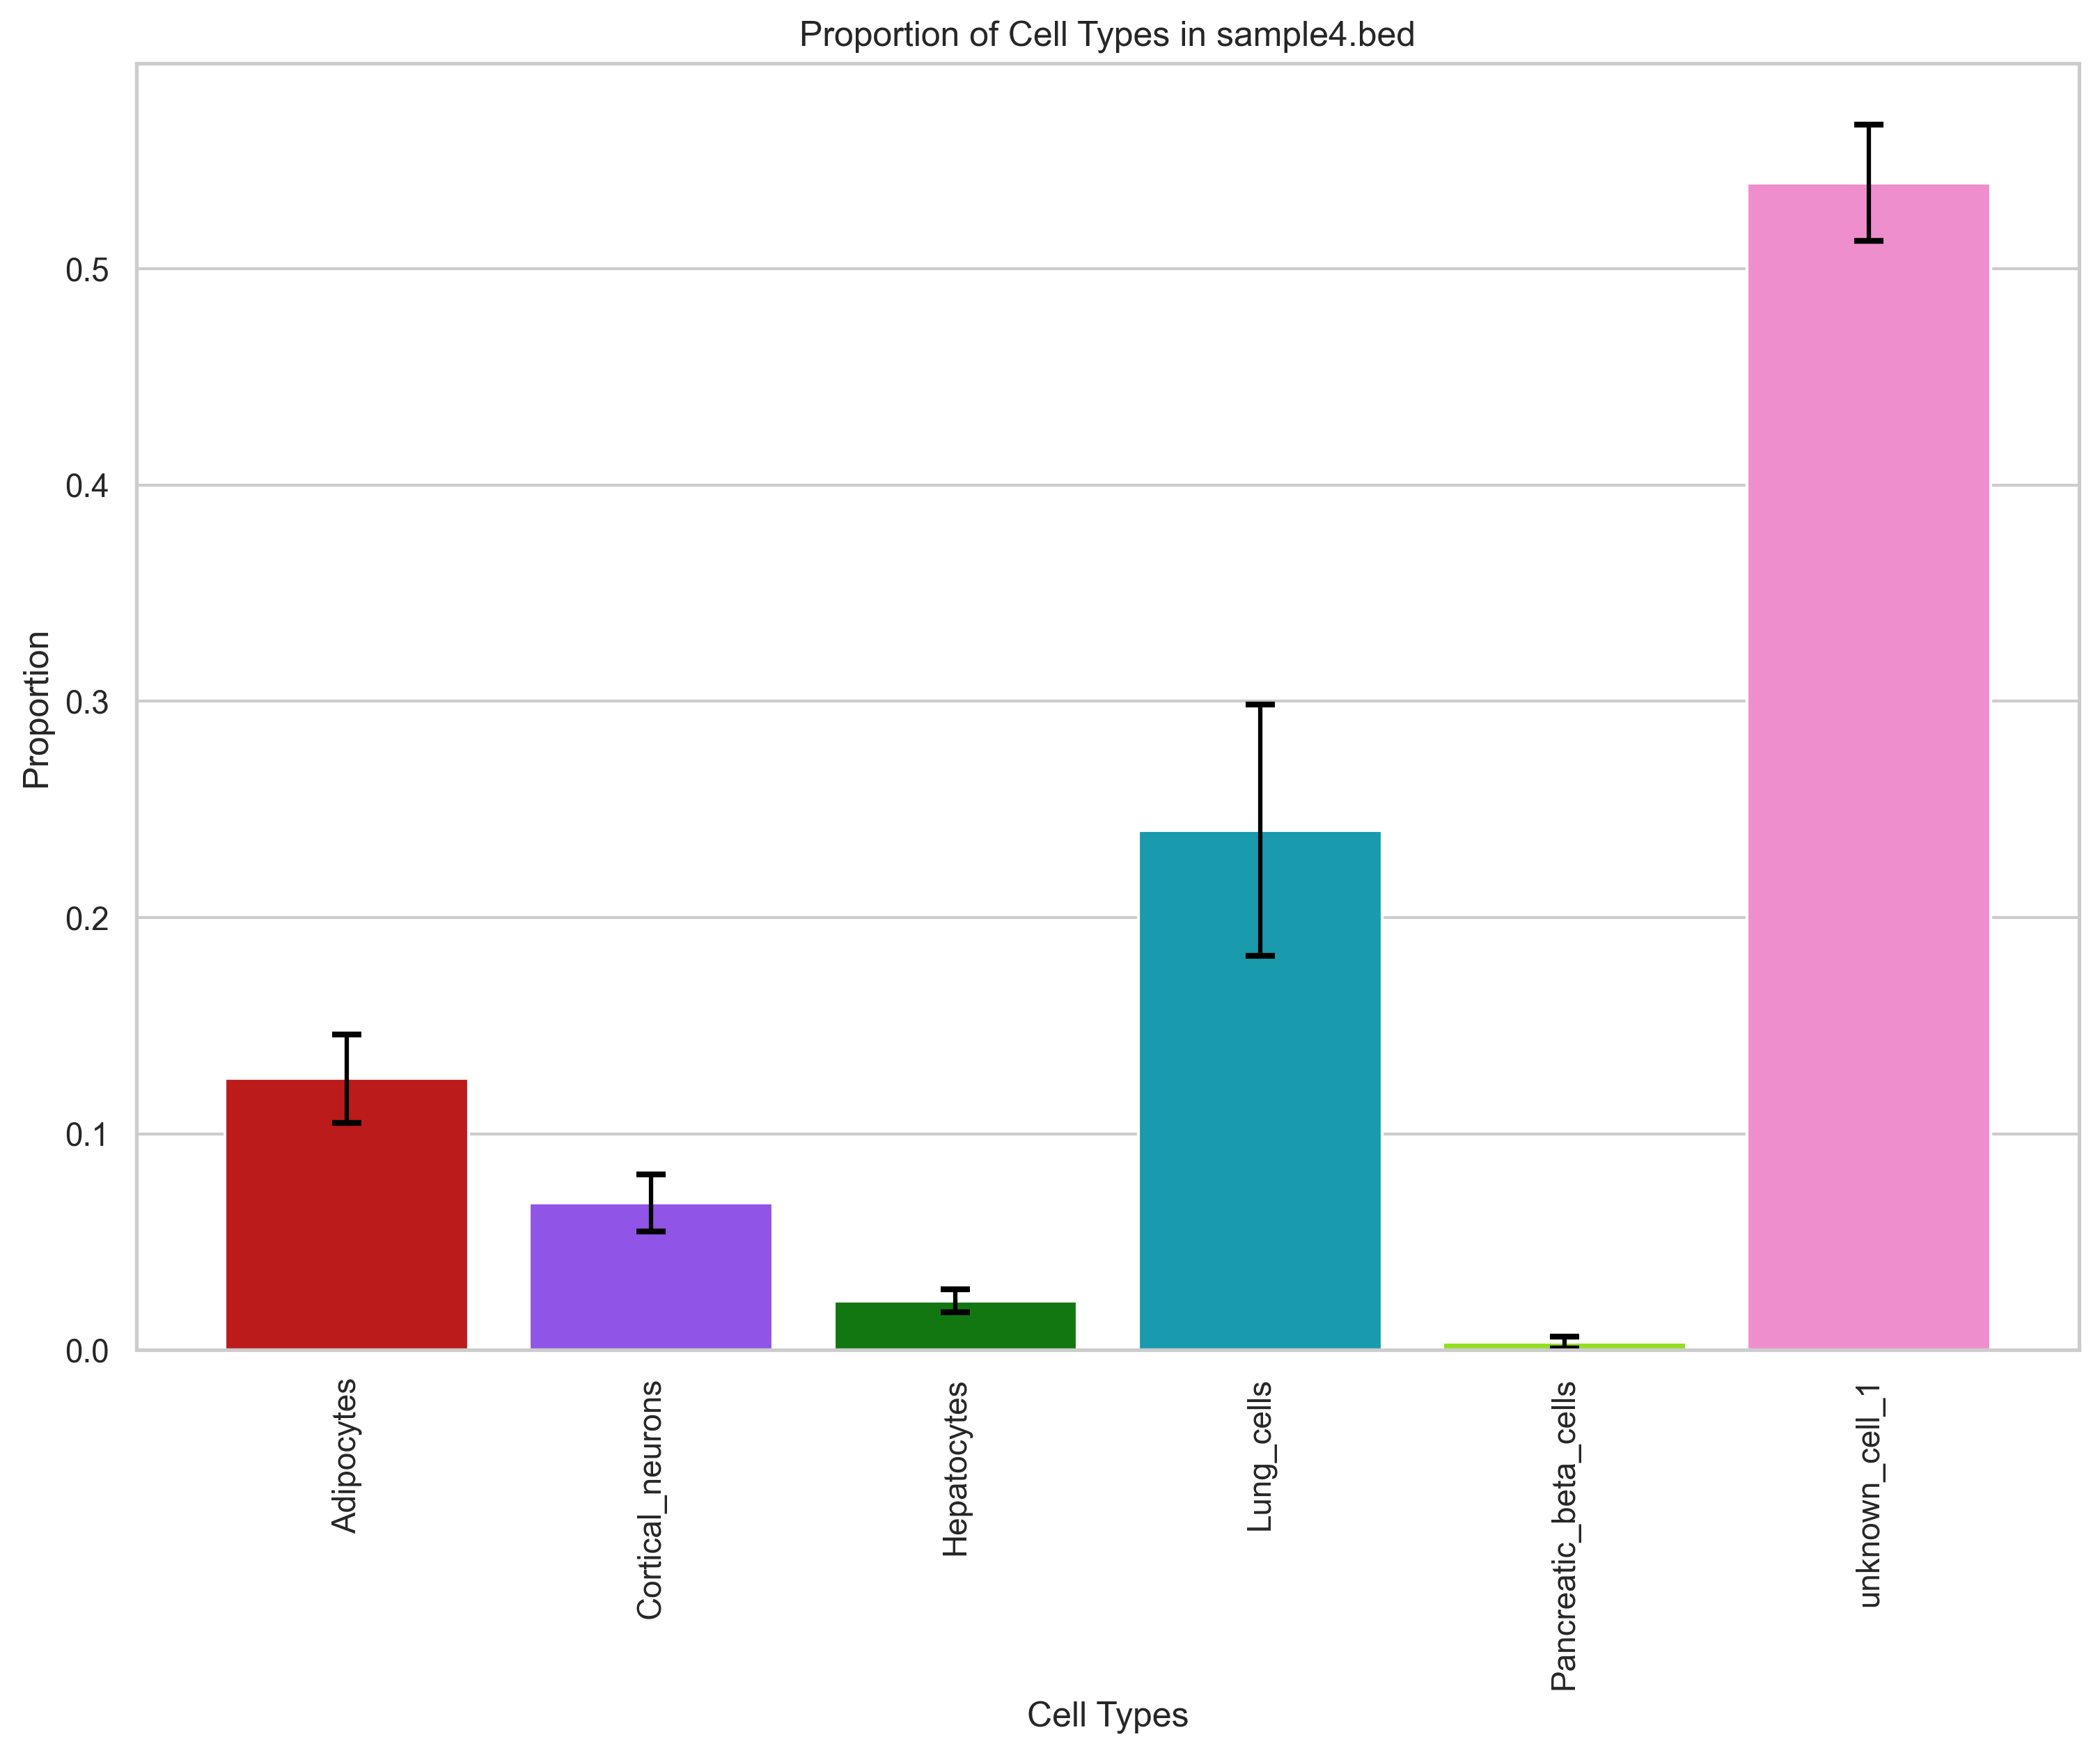 Proportion of Cell Types in sample4.bed
Proportion
0.5
0.4
0.3
0.2
0.1
0.0
Adipocytes
Cortical_neurons
Hepatocytes
Lung_cells
Pancreatic_beta_cells
unknown_cell_1
Cell Types